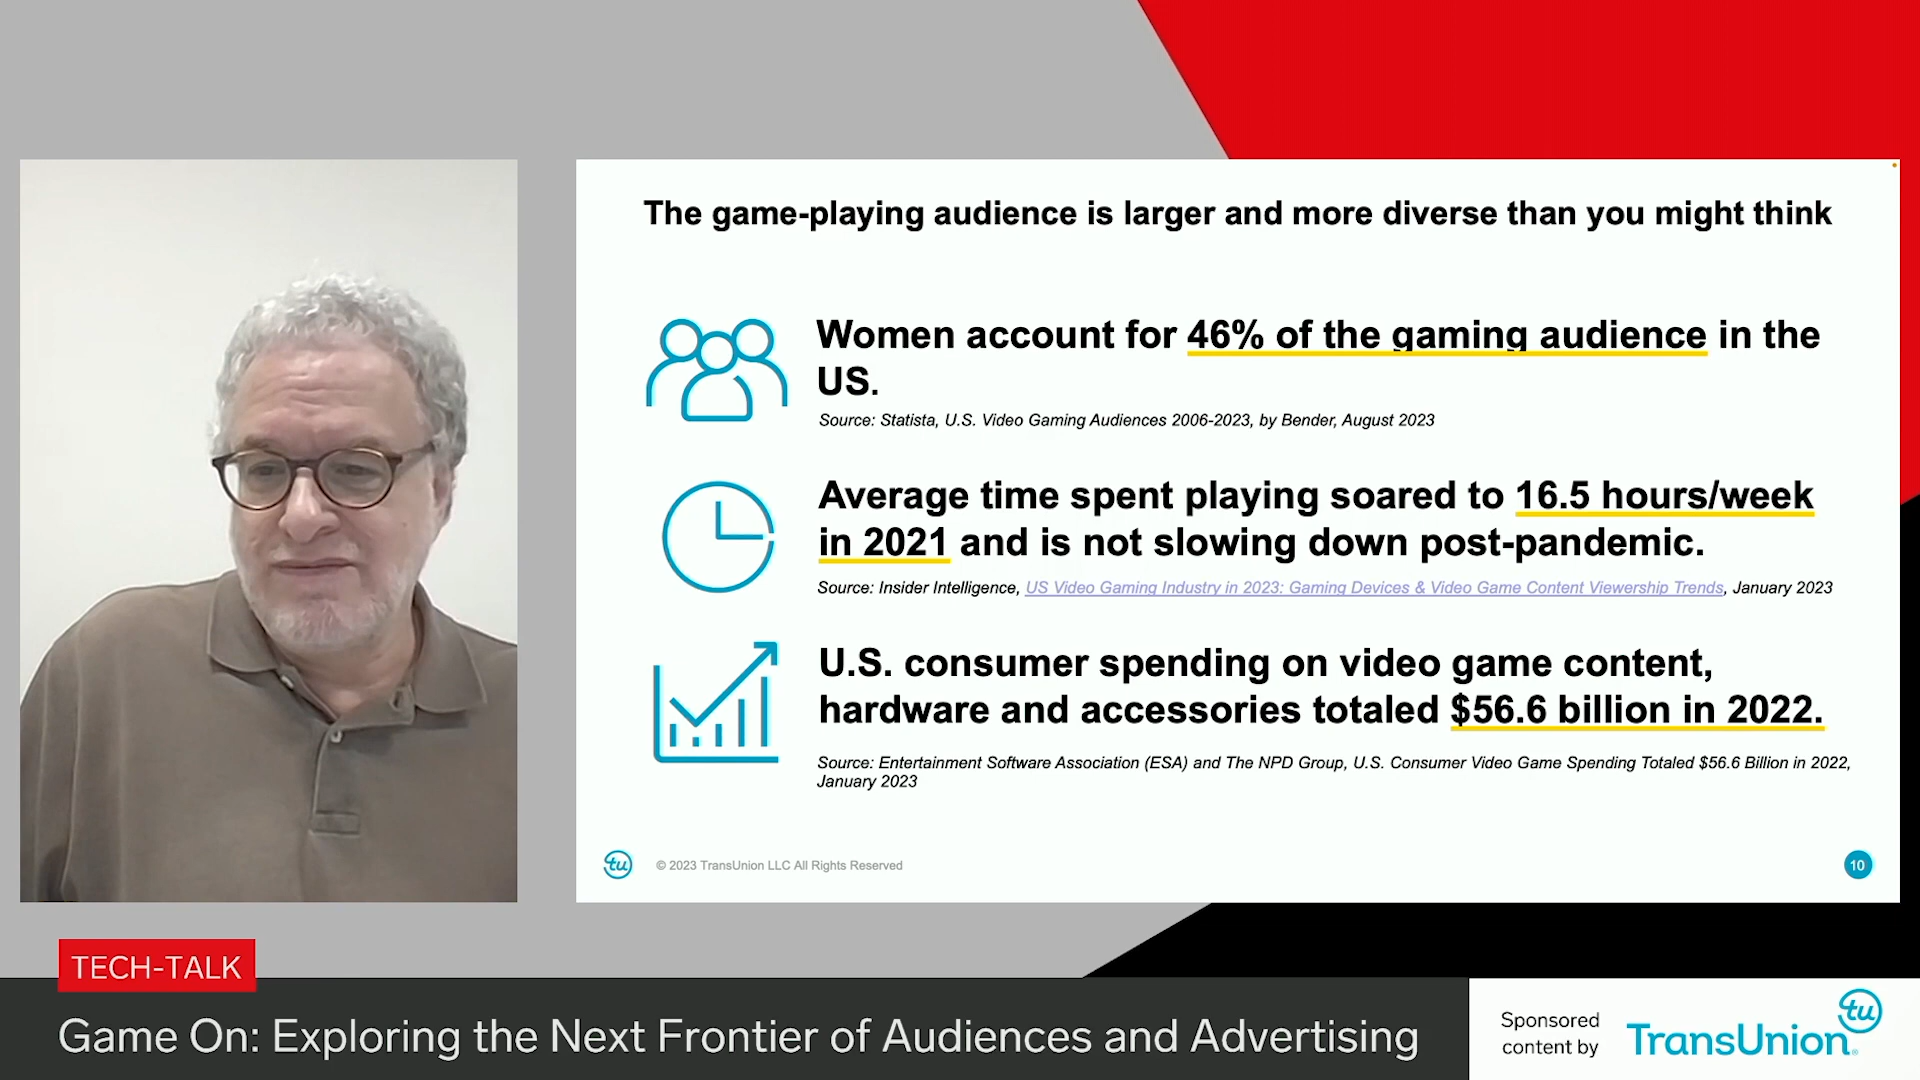 The game-playing audience is larger and more diverse than you might think
Women account for 46% of the gaming audience in the
US.
Source: Statista, U.S. Video Gaming Audiences 2006-2023, by Bender, August 2023
Average time spent playing soared to 16.5 hours/week
in 2021 and is not slowing down post-pandemic.
Source: Insider Intelligence, US Video Gaming Industry in 2023: Gaming Devices & Video Game Content Viewership Trends, January 2023
U.S. consumer spending on video game content,
hardware and accessories totaled $56.6 billion in 2022.
Source: Entertainment Software Association (ESA) and The NPD Group, U.S. Consumer Video Game Spending Totaled $56.6 Billion in 2022,
January 2023
tu
© 2023 TransUnion LLC All Rights Reserved
10
TECH-TALK
Game On: Exploring the Next Frontier of Audiences and Advertising
Sponsored
content by
TransUnion®
tu